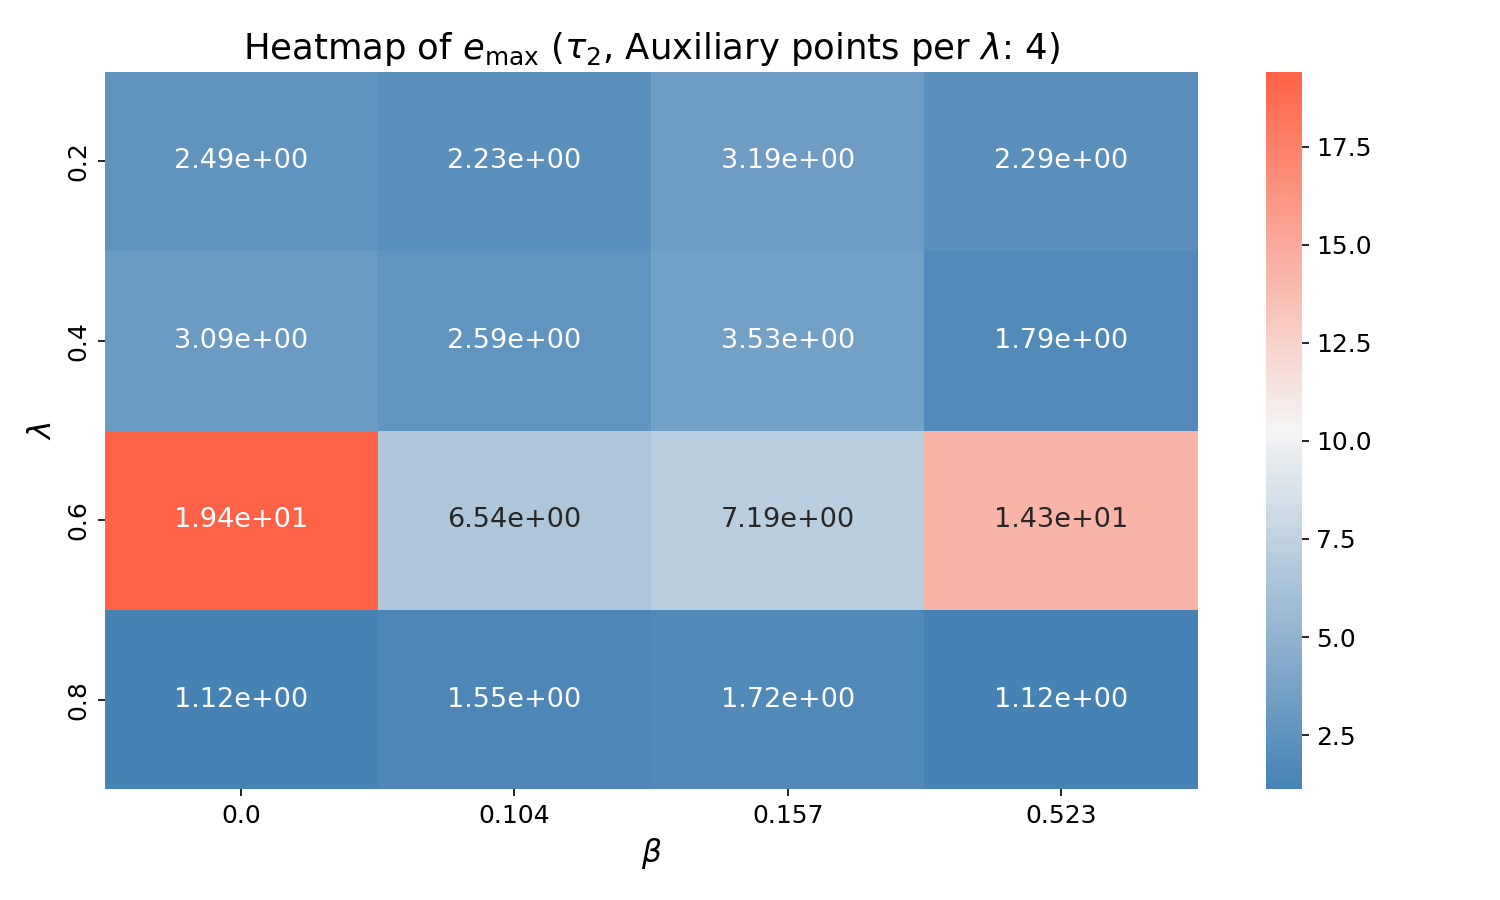 Heatmap of e_max (τ_2, Auxiliary points per λ: 4)
λ
0.2 2.49e+00 2.23e+00 3.19e+00 2.29e+00
0.4 3.09e+00 2.59e+00 3.53e+00 1.79e+00
0.6 1.94e+01 6.54e+00 7.19e+00 1.43e+01
0.8 1.12e+00 1.55e+00 1.72e+00 1.12e+00
0.0 0.104 0.157 0.523
β
17.5
15.0
12.5
10.0
7.5
5.0
2.5